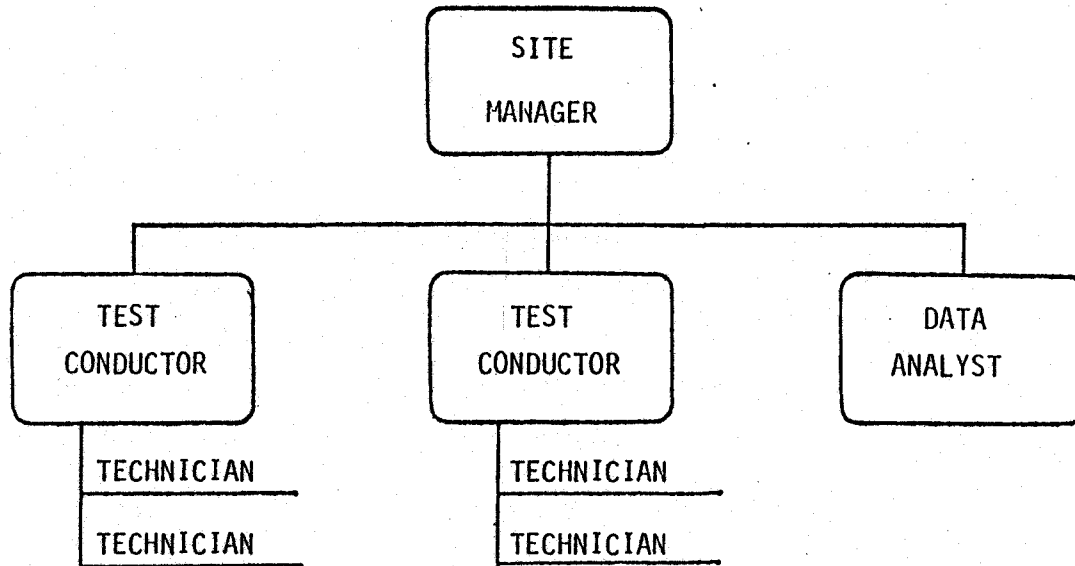 SITE
MANAGER
TEST
CONDUCTOR
TEST
CONDUCTOR
DATA
ANALYST
TECHNICIAN
TECHNICIAN
TECHNICIAN
TECHNICIAN